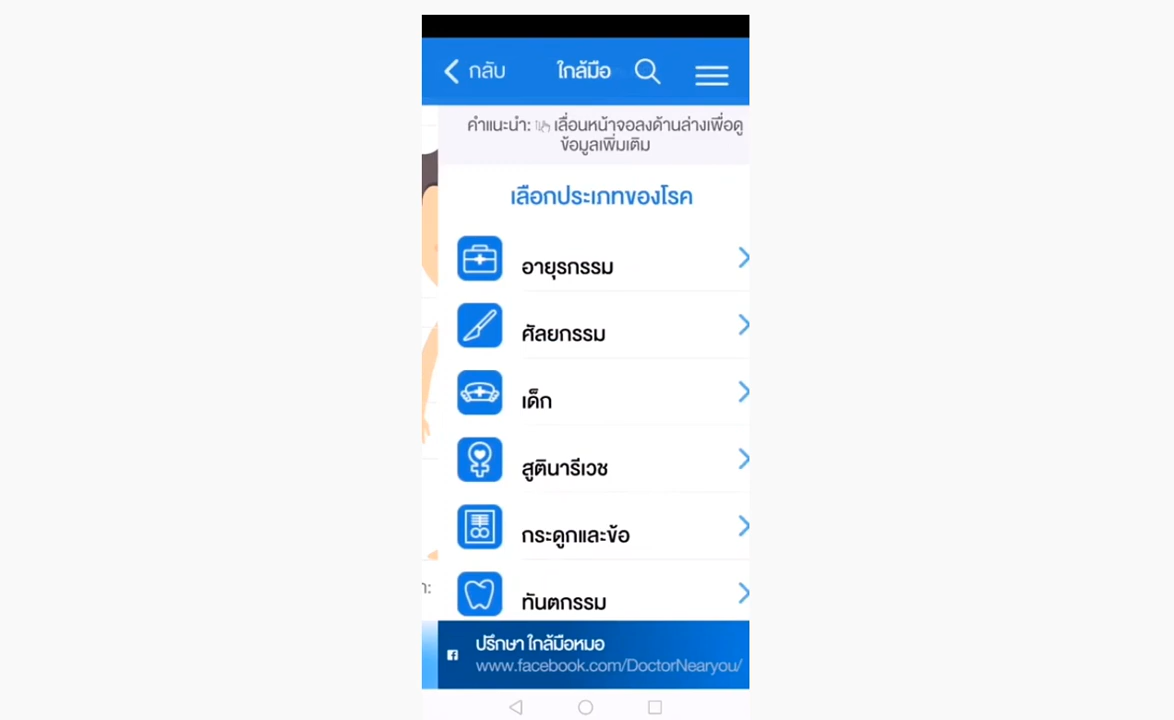 กลับ ใกล้มือ
คำแนะนำ: เลื่อนหน้าจอลงด้านล่างเพื่อดู
ข้อมูลเพิ่มเติม
เลือกประเภทของโรค
อายุรกรรม
ศัลยกรรม
เด็ก
สูตินารีเวช
กระดูกและข้อ
ทันตกรรม
ปรึกษา ใกล้มือหมอ
www.facebook.com/DoctorNearyou/